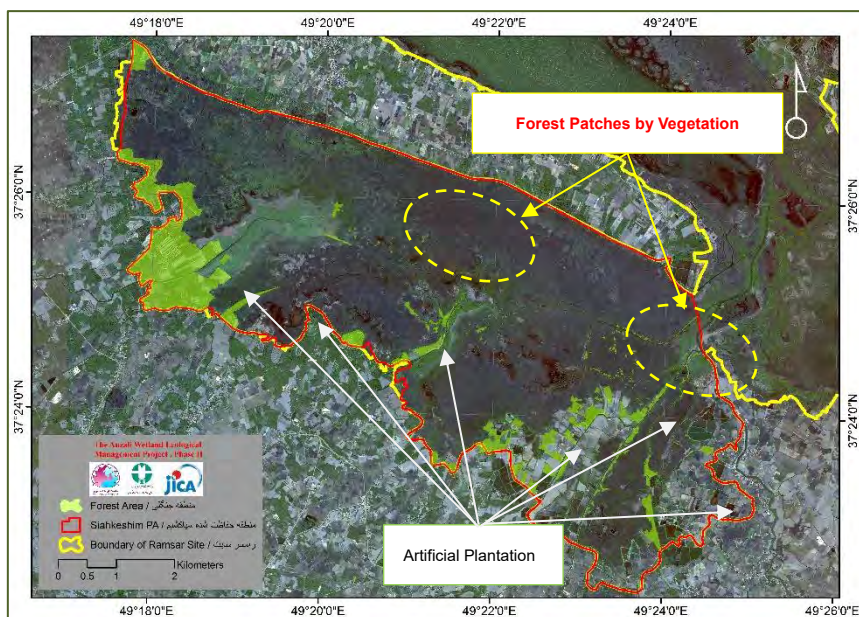 49°18'0"E
49°20'0"E
49°22'0"E
49°24'0"E
37°26'0"N
37°26'0"N
Forest Patches by Vegetation
37°24'0"N
37°24'0"N
The Anzali Wetland Ecological
Management Project , Phase II
JICA
Forest Area / منطقه جنگلی
Siahkeshim PA / منطقه حفاظت شده سیاکشیم
Boundary of Ramsar Site / رامسر سایت
0 0.5 1 2
Kilometers
Artificial Plantation
49°18'0"E
49°20'0"E
49°22'0"E
49°24'0"E
49°26'0"E